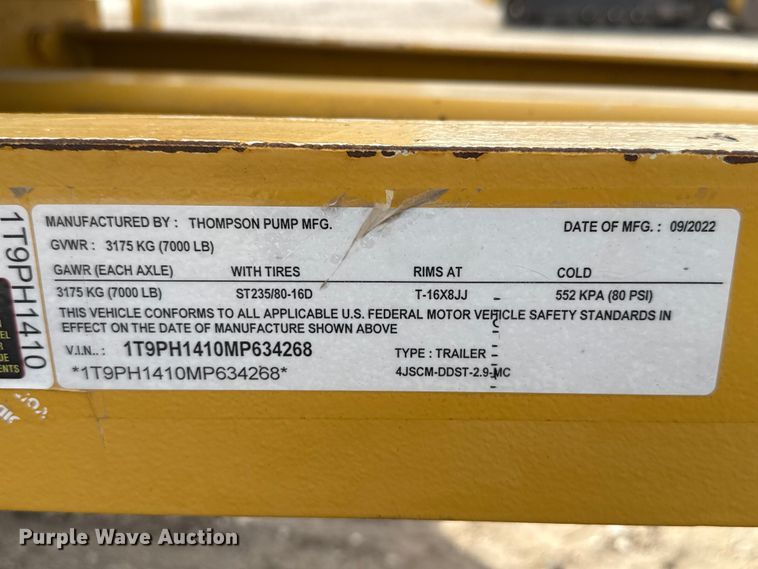 MANUFACTURED BY : THOMPSON PUMP MFG. DATE OF MFG. : 09/2022
GVWR : 3175 KG (7000 LB)
GAWR (EACH AXLE) WITH TIRES RIMS AT COLD
3175 KG (7000 LB) ST235/80-16D T-16X8JJ 552 KPA (80 PSI)
THIS VEHICLE CONFORMS TO ALL APPLICABLE U.S. FEDERAL MOTOR VEHICLE SAFETY STANDARDS IN
EFFECT ON THE DATE OF MANUFACTURE SHOWN ABOVE
V.I.N.. : 1T9PH1410MP634268 TYPE : TRAILER
*1T9PH1410MP634268* 4JSCM-DDST-2.9-MC
1T9PH1410
Purple Wave Auction